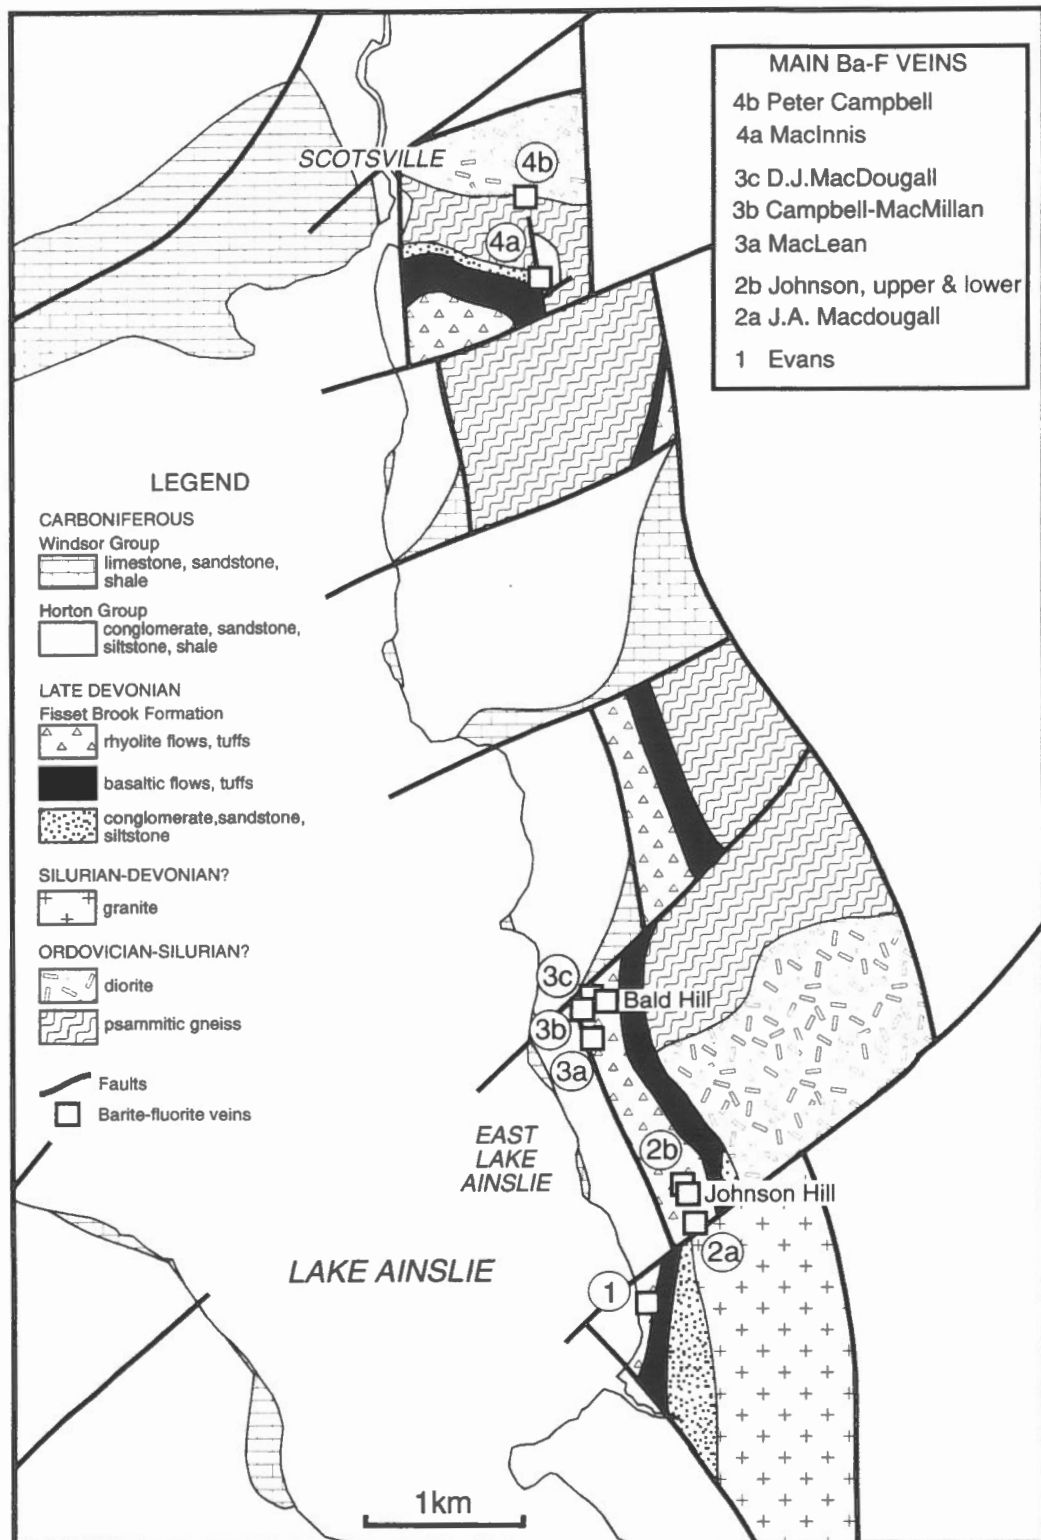 MAIN Ba-F VEINS
4b Peter Campbell
4a MacInnis
3c D.J.MacDougall
3b Campbell-MacMillan
3a MacLean
2b Johnson, upper & lower
2a J.A. Macdougall
1 Evans
SCOTSVILLE
4b
4a
LEGEND
CARBONIFEROUS
Windsor Group
limestone, sandstone,
shale
Horton Group
conglomerate, sandstone,
siltstone, shale
LATE DEVONIAN
Fisset Brook Formation
rhyolite flows, tuffs
basaltic flows, tuffs
conglomerate,sandstone,
siltstone
SILURIAN-DEVONIAN?
granite
ORDOVICIAN-SILURIAN?
diorite
psammitic gneiss
Faults
Barite-fluorite veins
3c
Bald Hill
3b
3a
EAST
LAKE
AINSLIE
2b
Johnson Hill
2a
LAKE AINSLIE
1
1km